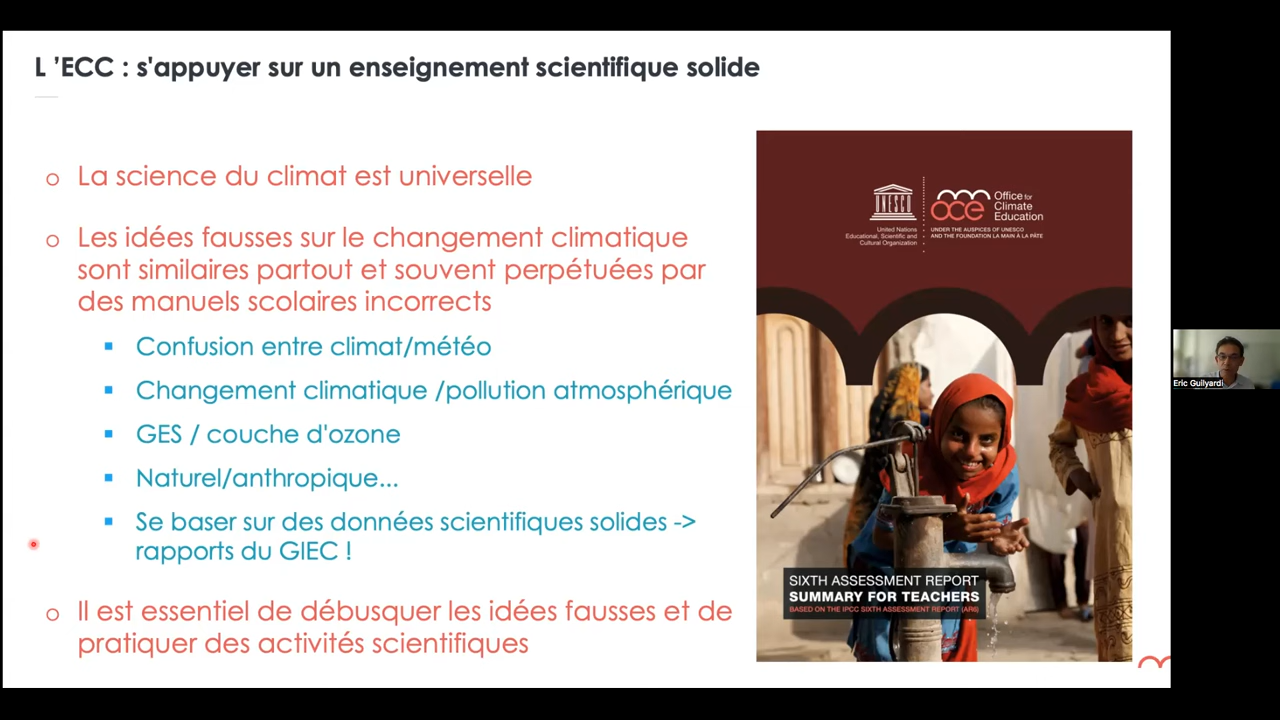 L 'ECC : s'appuyer sur un enseignement scientifique solide
o La science du climat est universelle
o Les idées fausses sur le changement climatique
sont similaires partout et souvent perpétuées par
des manuels scolaires incorrects
▪ Confusion entre climat/météo
▪ Changement climatique /pollution atmosphérique
▪ GES / couche d'ozone
▪ Naturel/anthropique...
▪ Se baser sur des données scientifiques solides ->
rapports du GIEC !
o Il est essentiel de débusquer les idées fausses et de
pratiquer des activités scientifiques
UNESCO
United Nations
Educational, Scientific and
Cultural Organization
oce
Office for
Climate
Education
UNDER THE AUSPICES OF UNESCO
AND THE FOUNDATION LA MAIN À LA PÂTE
SIXTH ASSESSMENT REPORT
SUMMARY FOR TEACHERS
BASED ON THE IPCC SIXTH ASSESSMENT REPORT (AR6)
Eric Guilyardi